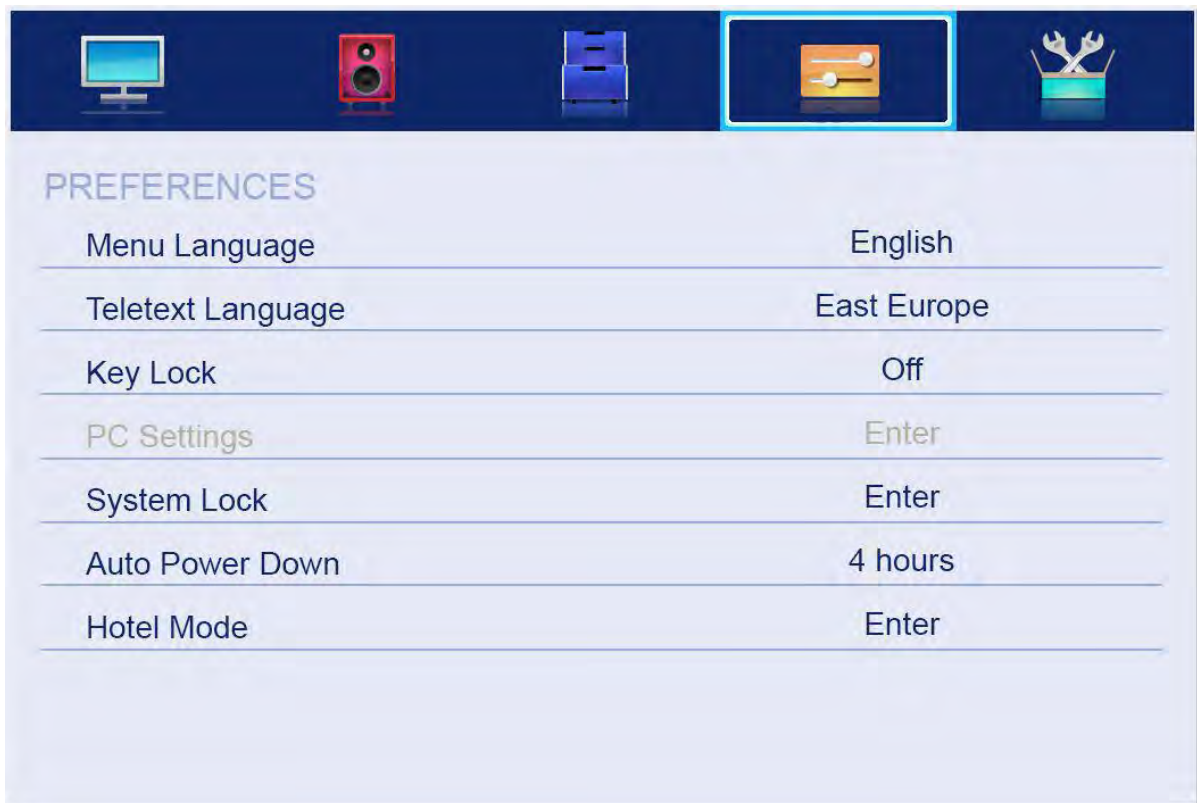 PREFERENCES
Menu Language English
Teletext Language East Europe
Key Lock Off
PC Settings Enter
System Lock Enter
Auto Power Down 4 hours
Hotel Mode Enter